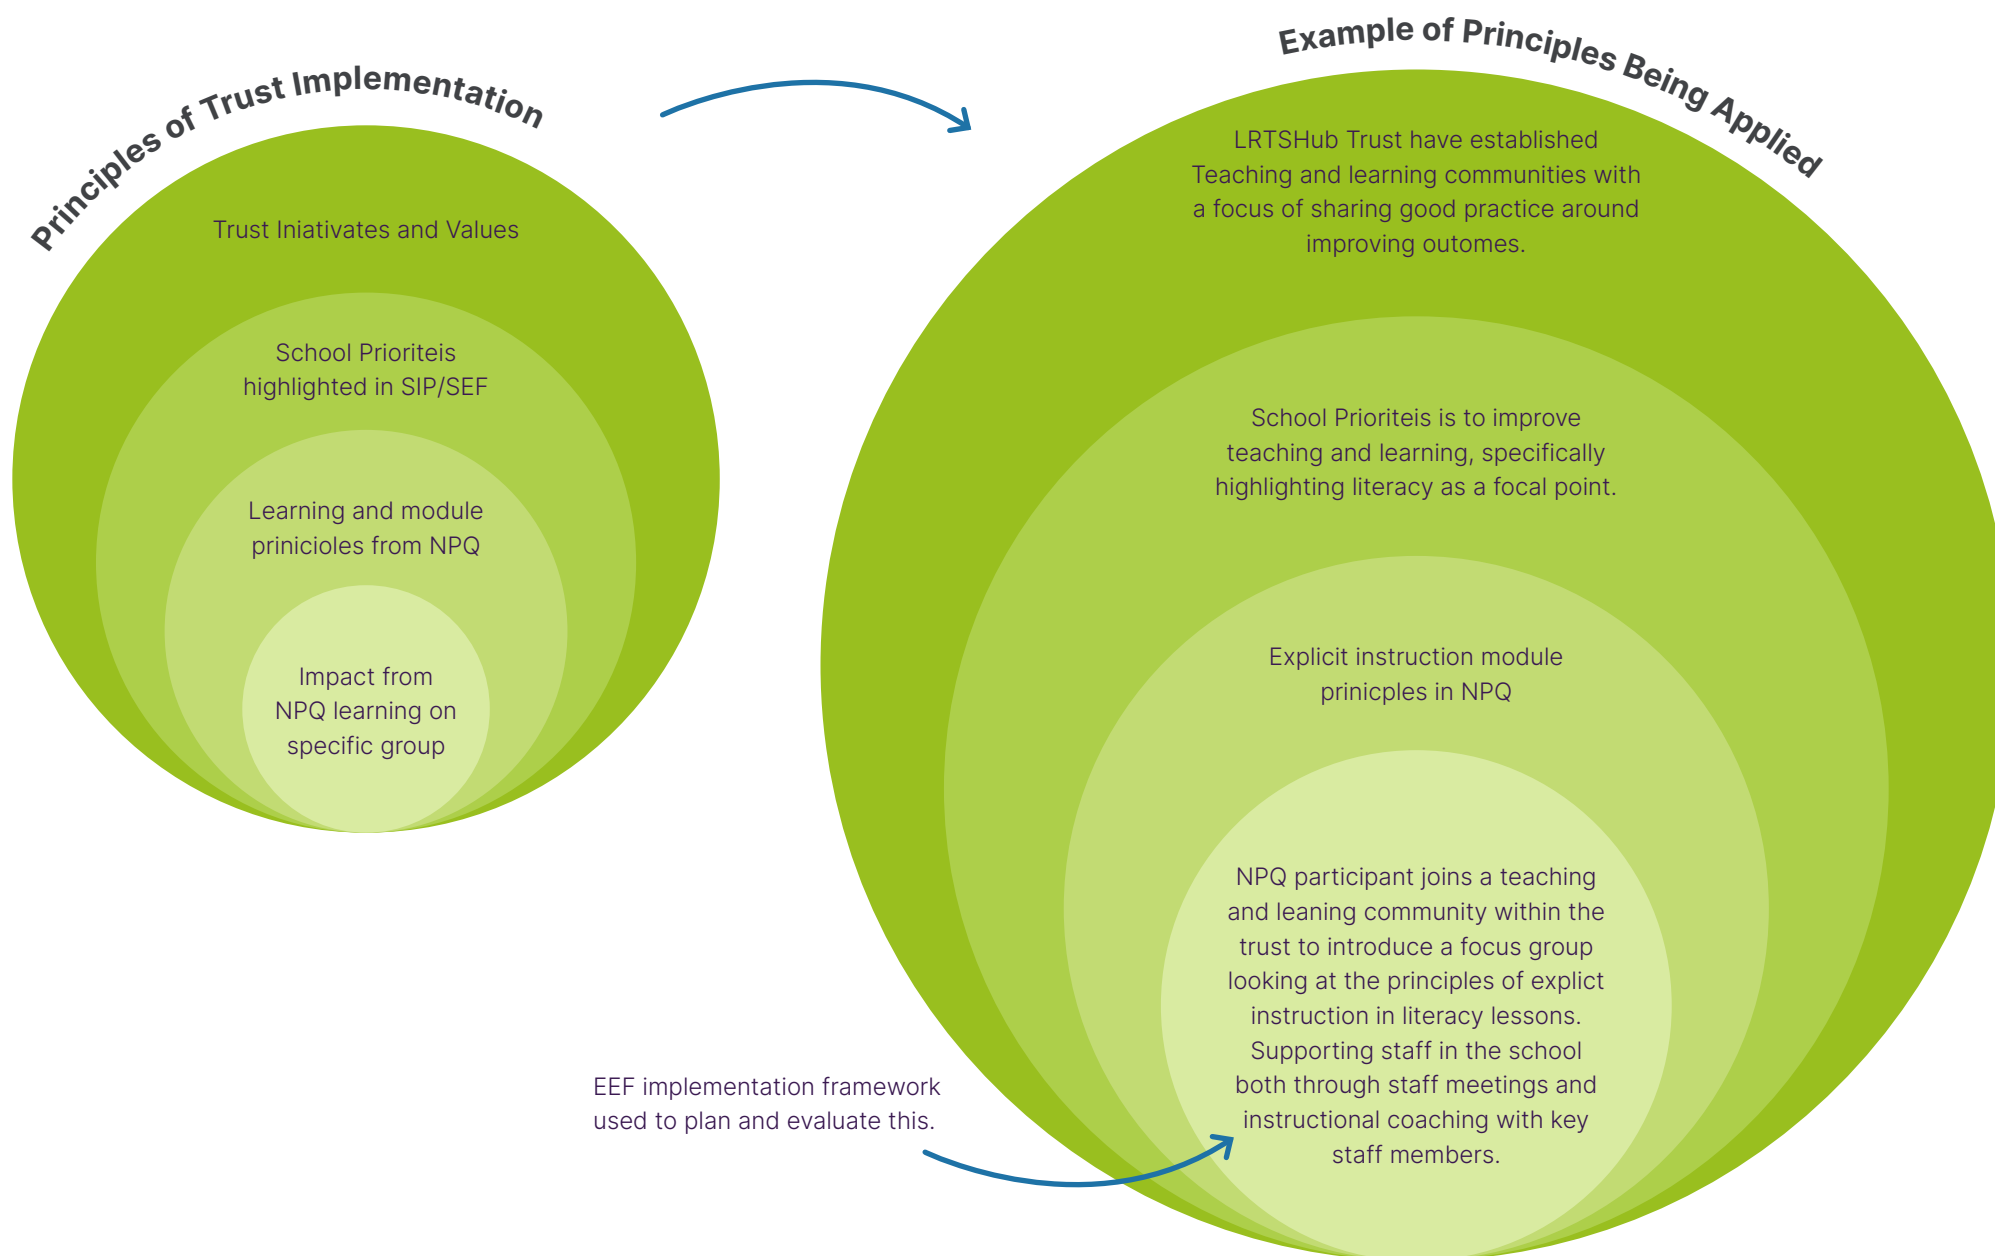 Principles of Trust Implementation
Trust Iniativates and Values
School Prioriteis
highlighted in SIP/SEF
Learning and module
prinicioles from NPQ
Impact from
NPQ learning on
specific group
Example of Principles Being Applied
LRTSHub Trust have established
Teaching and learning communities with
a focus of sharing good practice around
improving outcomes.
School Prioriteis is to improve
teaching and learning, specifically
highlighting literacy as a focal point.
Explicit instruction module
prinicples in NPQ
NPQ participant joins a teaching
and leaning community within the
trust to introduce a focus group
looking at the principles of explict
instruction in literacy lessons.
Supporting staff in the school
both through staff meetings and
instructional coaching with key
staff members.
EEF implementation framework
used to plan and evaluate this.